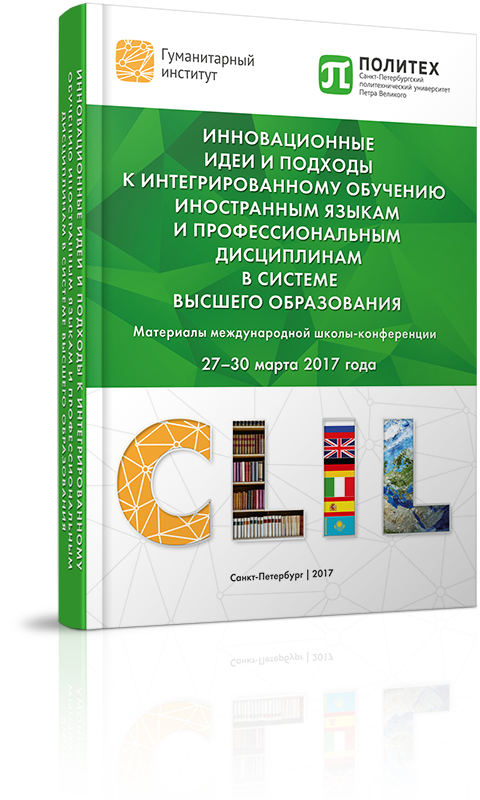 Гуманитарный
институт
ПОЛИТЕХ
Санкт-Петербургский
политехнический университет
Петра Великого
ИННОВАЦИОННЫЕ
ИДЕИ И ПОДХОДЫ
К ИНТЕГРИРОВАННОМУ ОБУЧЕНИЮ
ИНОСТРАННЫМ ЯЗЫКАМ
И ПРОФЕССИОНАЛЬНЫМ
ДИСЦИПЛИНАМ
В СИСТЕМЕ
ВЫСШЕГО ОБРАЗОВАНИЯ
Материалы международной школы-конференции
27–30 марта 2017 года
CLIL
Санкт-Петербург | 2017
ИННОВАЦИОННЫЕ ИДЕИ И ПОДХОДЫ К ИНТЕГРИРОВАННОМУ
ОБУЧЕНИЮ ИНОСТРАННЫМ ЯЗЫКАМ И ПРОФЕССИОНАЛЬНЫМ
ДИСЦИПЛИНАМ В СИСТЕМЕ ВЫСШЕГО ОБРАЗОВАНИЯ